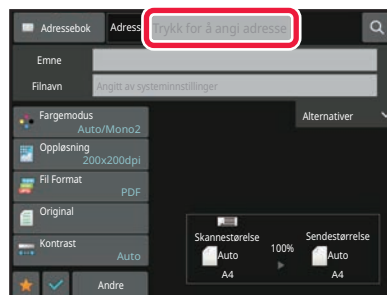 Adressebok Adress Trykk for å angi adresse
Emne
Filnavn Angitt av systeminnstillinger
Fargemodus
Auto/Mono2
Alternativer
Oppløsning
200x200dpi
Fil Format
PDF
Original
Kontrast
Auto
Skannestørelse
Auto
A4
100%
Sendestørrelse
Auto
A4
Andre